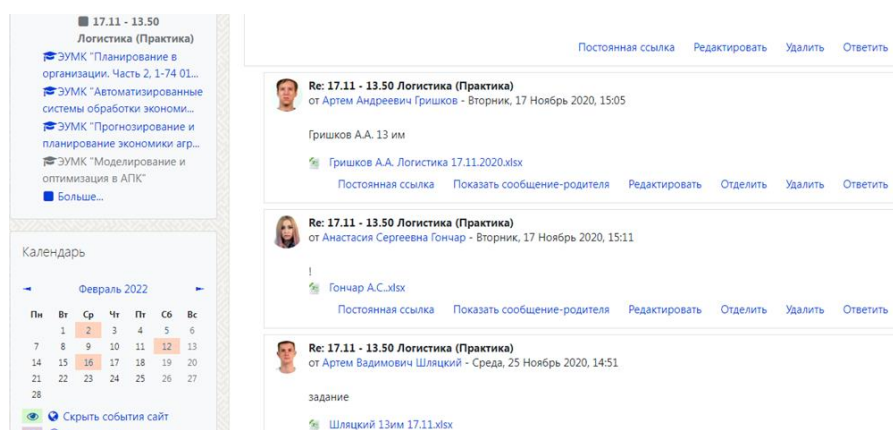 17.11 - 13.50
Логистика (Практика)
ЭУМК "Планирование в
организации. Часть 2, 1-74 01...
ЭУМК "Автоматизированные
системы обработки экономи...
ЭУМК "Прогнозирование и
планирование экономики агр...
ЭУМК "Моделирование и
оптимизация в АПК"
Больше...
Календарь
◄ Февраль 2022 ►
Пн Вт Ср Чт Пт Сб Вс
1 2 3 4 5 6
7 8 9 10 11 12 13
14 15 16 17 18 19 20
21 22 23 24 25 26 27
28
Скрыть события сайт
Постоянная ссылка Редактировать Удалить Ответить
Re: 17.11 - 13.50 Логистика (Практика)
от Артем Андреевич Гришков - Вторник, 17 Ноябрь 2020, 15:05
Гришков А.А. 13 им
Гришков А.А. Логистика 17.11.2020.xlsx
Постоянная ссылка Показать сообщение-родителя Редактировать Отделить Удалить Ответить
Re: 17.11 - 13.50 Логистика (Практика)
от Анастасия Сергеевна Гончар - Вторник, 17 Ноябрь 2020, 15:11
!
Гончар А.С..xlsx
Постоянная ссылка Показать сообщение-родителя Редактировать Отделить Удалить Ответить
Re: 17.11 - 13.50 Логистика (Практика)
от Артем Вадимович Шляцкий - Среда, 25 Ноябрь 2020, 14:51
задание
Шляцкий 13им 17.11.xlsx